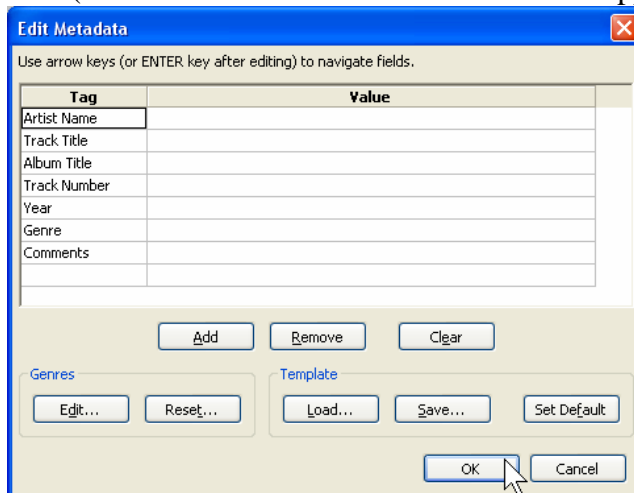 Edit Metadata
Use arrow keys (or ENTER key after editing) to navigate fields.
Tag Value
Artist Name
Track Title
Album Title
Track Number
Year
Genre
Comments
Add Remove Clear
Genres Template
Edit... Reset... Load... Save... Set Default
OK Cancel